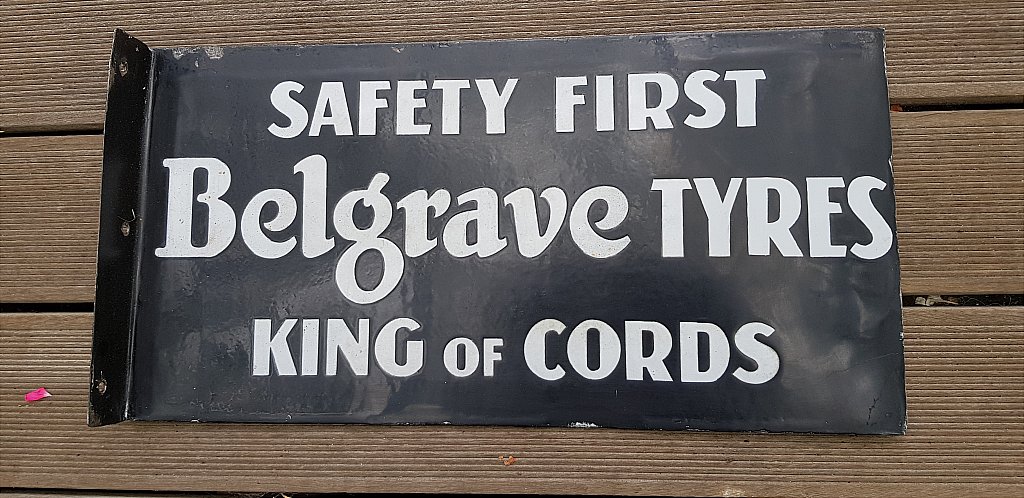 SAFETY FIRST
Belgrave TYRES
KING OF CORDS